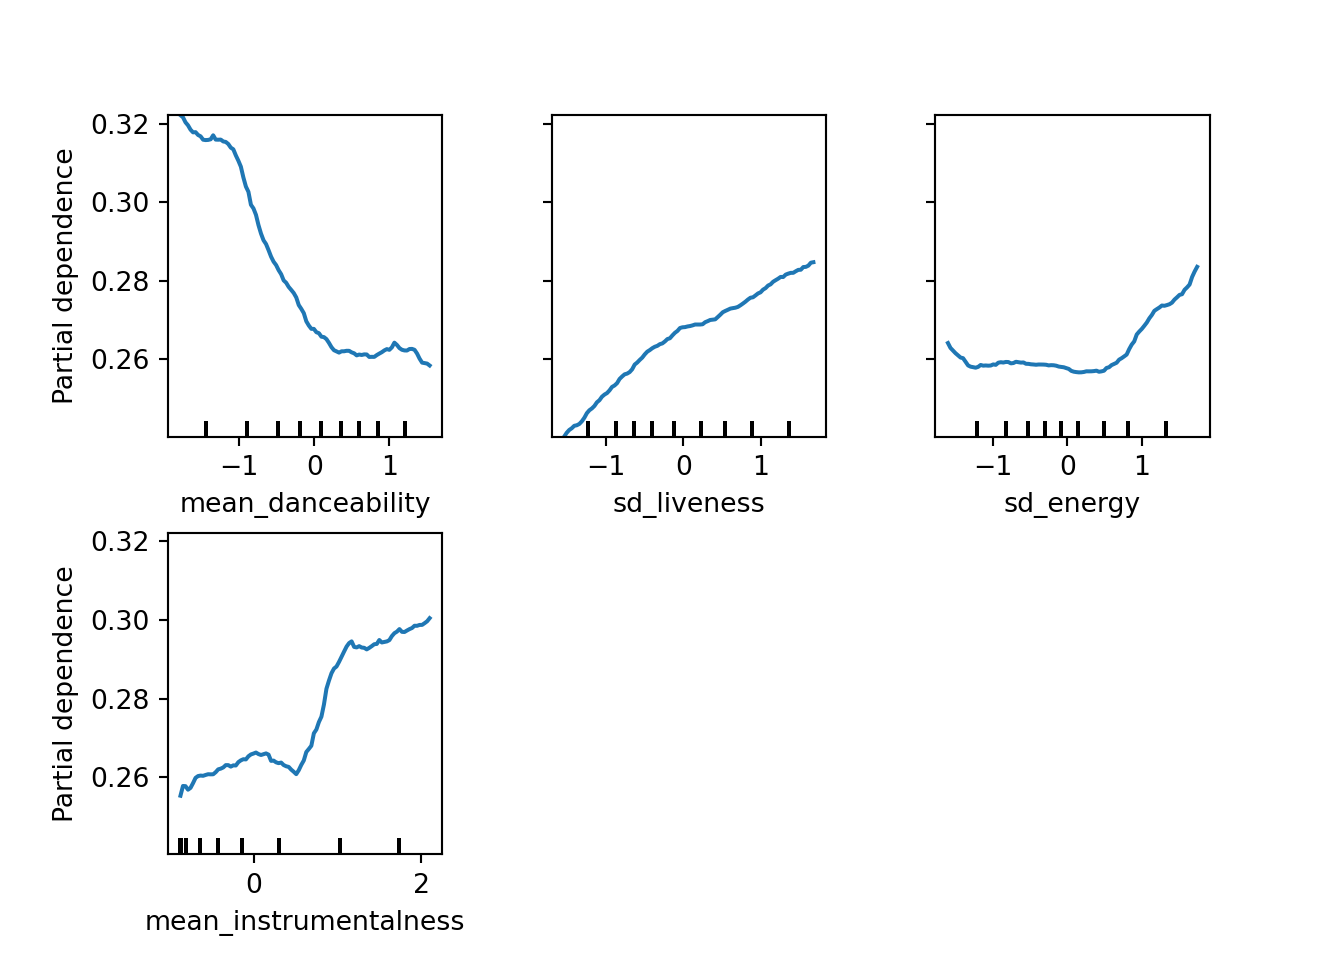 0.32
0.30
0.28
0.26
Partial dependence
−1 0 1
mean_danceability
−1 0 1
sd_liveness
−1 0 1
sd_energy
0.32
0.30
0.28
0.26
Partial dependence
0 2
mean_instrumentalness